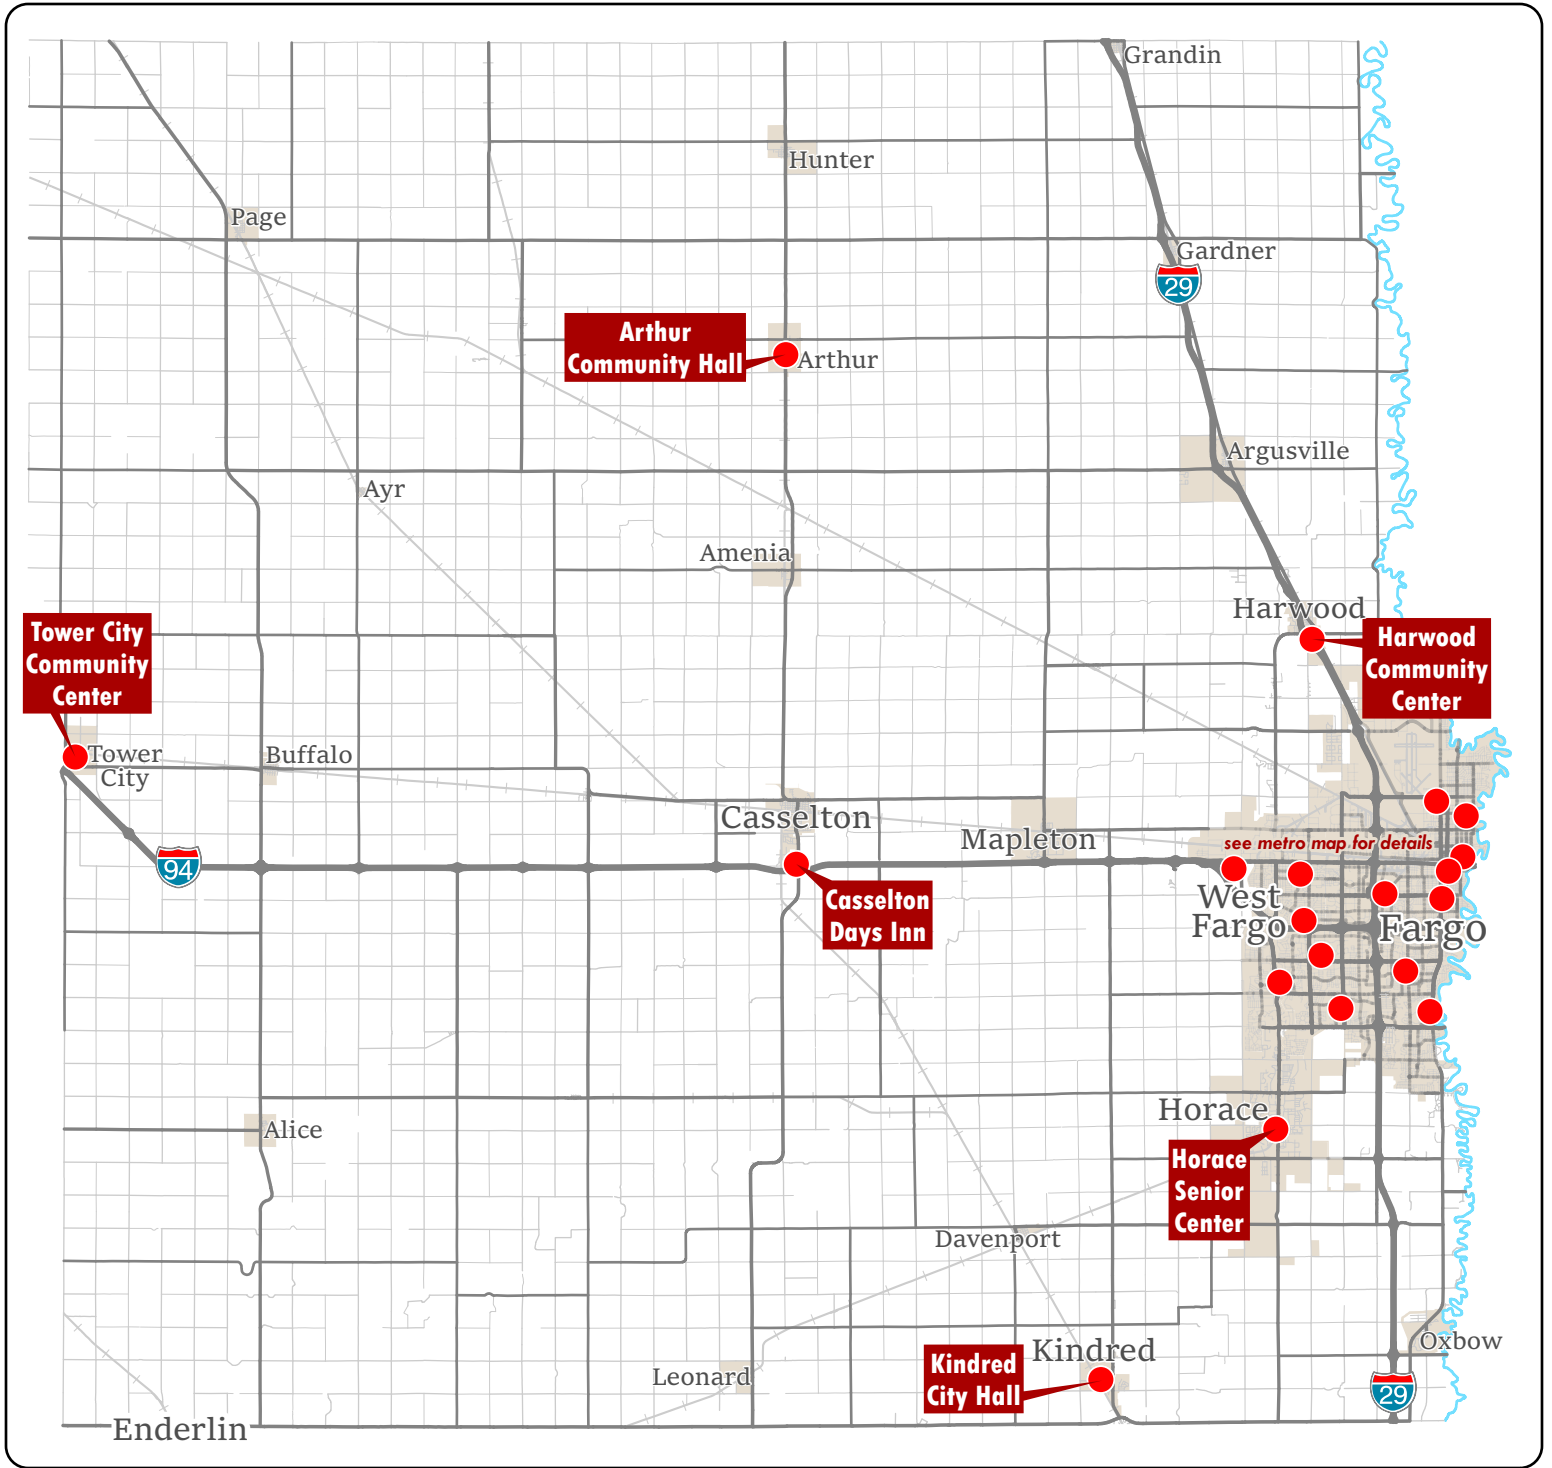 Grandin
Hunter
Page
Gardner
29
Arthur
Community Hall
Arthur
Argusville
Ayr
Amenia
Harwood
Tower City
Community
Center
Harwood
Community
Center
Tower
City
Buffalo
Casselton
Mapleton
see metro map for details
94
West
Fargo
Casselton
Days Inn
Fargo
Horace
Alice
Horace
Senior
Center
Davenport
Oxbow
Kindred
Kindred
City Hall
Leonard
29
Enderlin